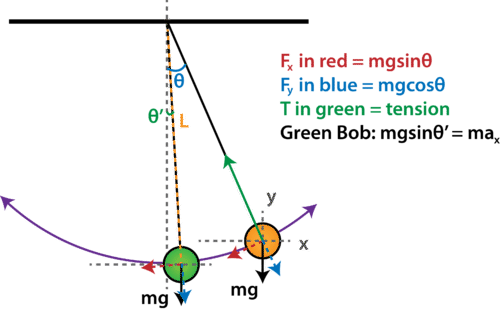 θ
θ'
L
F_x in red = mgsinθ
F_y in blue = mgcosθ
T in green = tension
Green Bob: mgsinθ' = ma_x
y
x
mg
mg